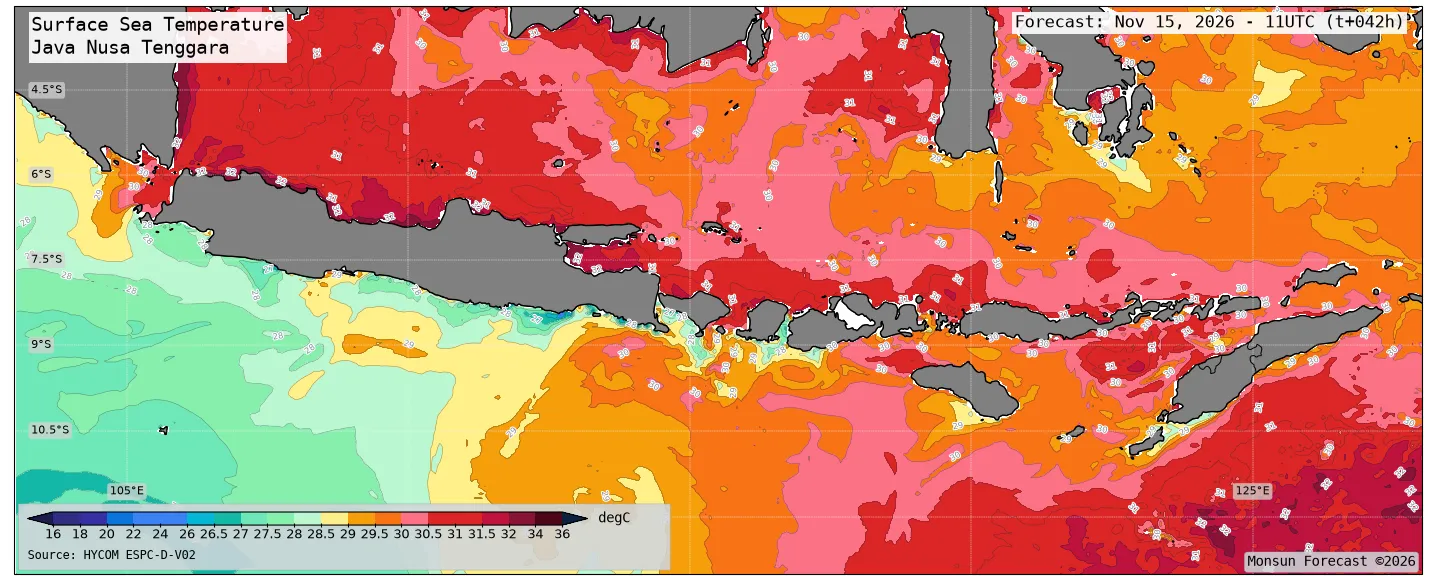 Surface Sea Temperature
Java Nusa Tenggara
Forecast: Nov 15, 2026 - 11UTC (t+042h)
4.5°S
6°S
7.5°S
9°S
10.5°S
105°E
125°E
degC
16 18 20 22 24 26 26.5 27 27.5 28 28.5 29 29.5 30 30.5 31 31.5 32 34 36
Source: HYCOM ESPC-D-V02
Monsun Forecast ©2026